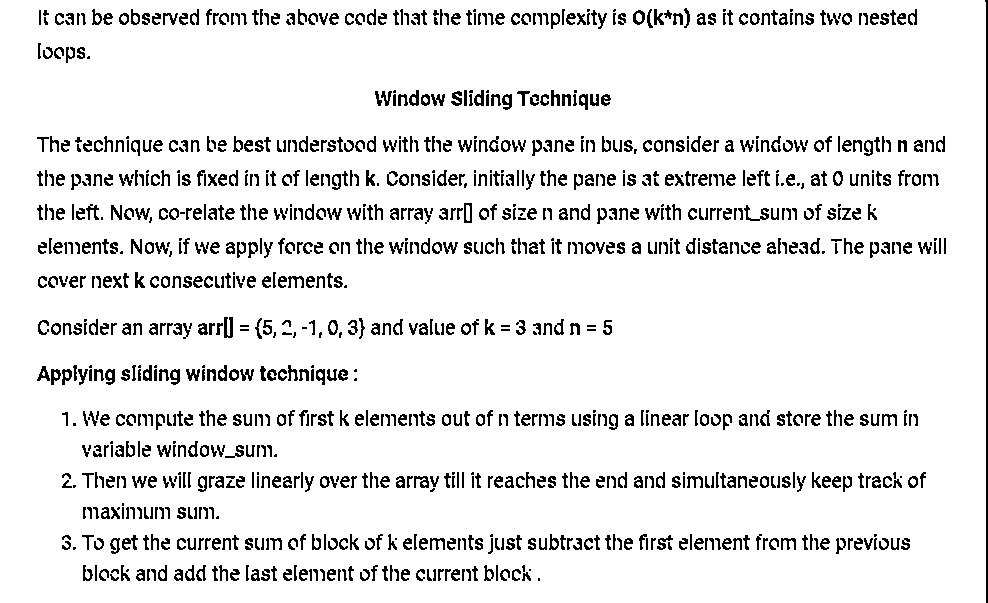 It can be observed from the above code that the time complexity is O(k*n) as it contains two nested
loops.
Window Sliding Technique
The technique can be best understood with the window pane in bus, consider a window of length n and
the pane which is fixed in it of length k. Consider, initially the pane is at extreme left i.e., at 0 units from
the left. Now, co-relate the window with array arr[] of size n and pane with current_sum of size k
elements. Now, if we apply force on the window such that it moves a unit distance ahead. The pane will
cover next k consecutive elements.
Consider an array arr[] = {5, 2, -1, 0, 3} and value of k = 3 and n = 5
Applying sliding window technique :
1. We compute the sum of first k elements out of n terms using a linear loop and store the sum in
variable window_sum.
2. Then we will graze linearly over the array till it reaches the end and simultaneously keep track of
maximum sum.
3. To get the current sum of block of k elements just subtract the first element from the previous
block and add the last element of the current block .